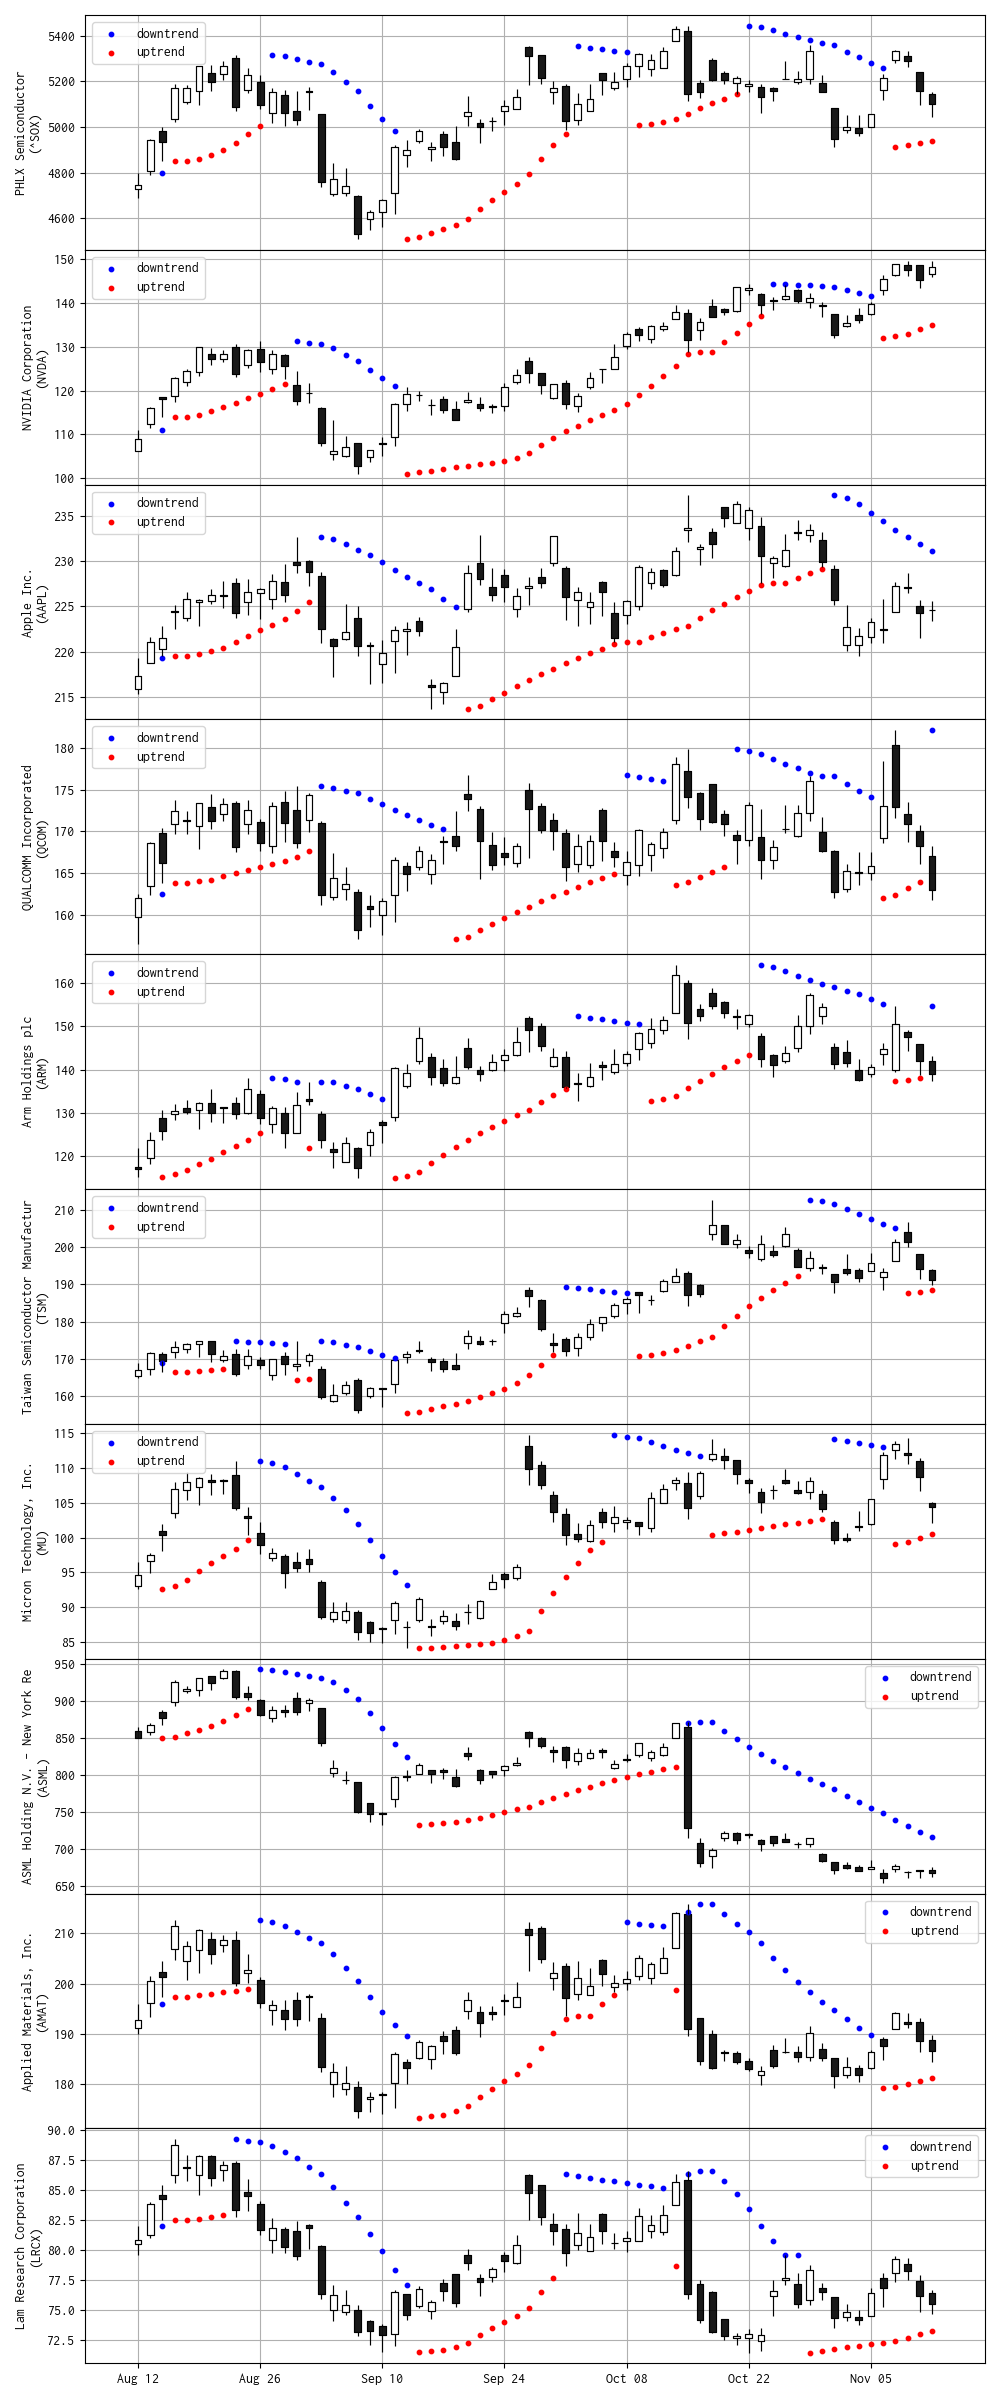 PHLX Semiconductor
(^SOX)
5400
5200
5000
4800
4600
downtrend
uptrend
NVIDIA Corporation
(NVDA)
150
140
130
120
110
100
downtrend
uptrend
Apple Inc.
(AAPL)
235
230
225
220
215
downtrend
uptrend
QUALCOMM Incorporated
(QCOM)
180
175
170
165
160
downtrend
uptrend
Arm Holdings plc
(ARM)
160
150
140
130
120
downtrend
uptrend
Taiwan Semiconductor Manufactur
(TSM)
210
200
190
180
170
160
downtrend
uptrend
Micron Technology, Inc.
(MU)
115
110
105
100
95
90
85
downtrend
uptrend
ASML Holding N.V. - New York Re
(ASML)
950
900
850
800
750
700
650
downtrend
uptrend
Applied Materials, Inc.
(AMAT)
210
200
190
180
downtrend
uptrend
Lam Research Corporation
(LRCX)
90.0
87.5
85.0
82.5
80.0
77.5
75.0
72.5
downtrend
uptrend
Aug 12
Aug 26
Sep 10
Sep 24
Oct 08
Oct 22
Nov 05